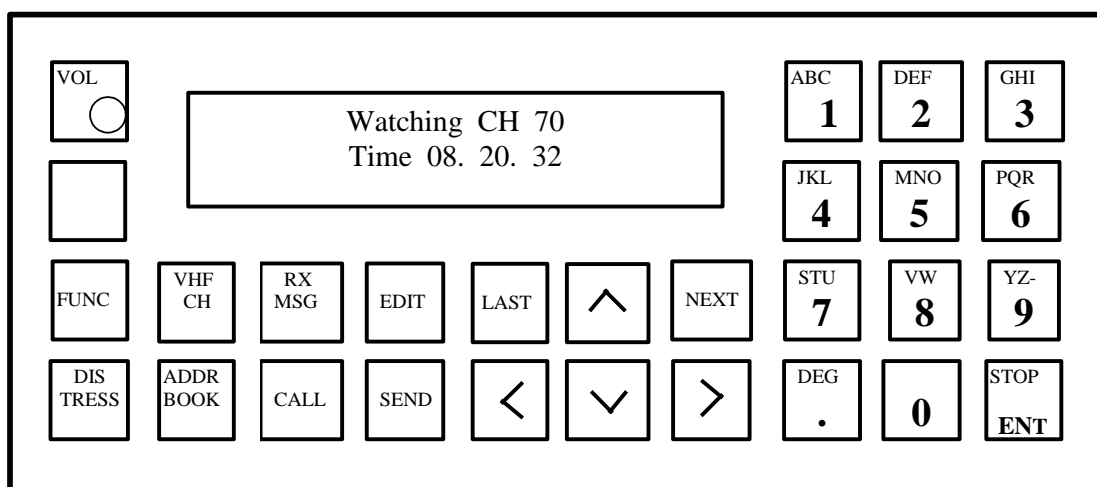 VOL
Watching CH 70
Time 08. 20. 32
ABC
1
DEF
2
GHI
3
JKL
4
MNO
5
PQR
6
FUNC
VHF
CH
RX
MSG
EDIT
LAST
NEXT
STU
7
VW
8
YZ-
9
DIS
TRESS
ADDR
BOOK
CALL
SEND
DEG
.
0
STOP
ENT